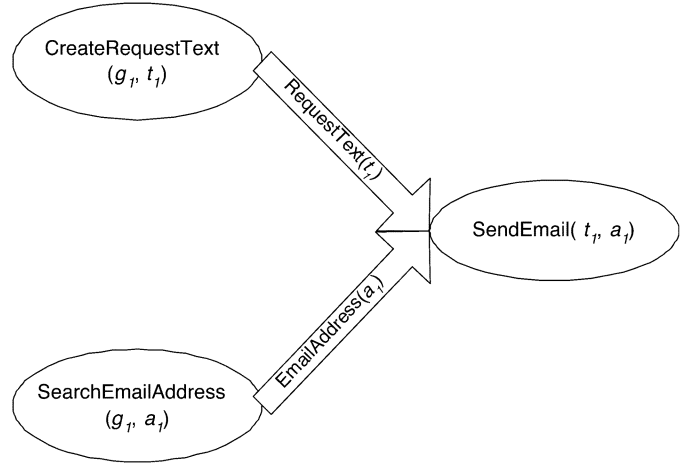 CreateRequestText
(g₁, t₁)
RequestText(t₁)
SendEmail( t₁, a₁)
EmailAddress(a₁)
SearchEmailAddress
(g₁, a₁)